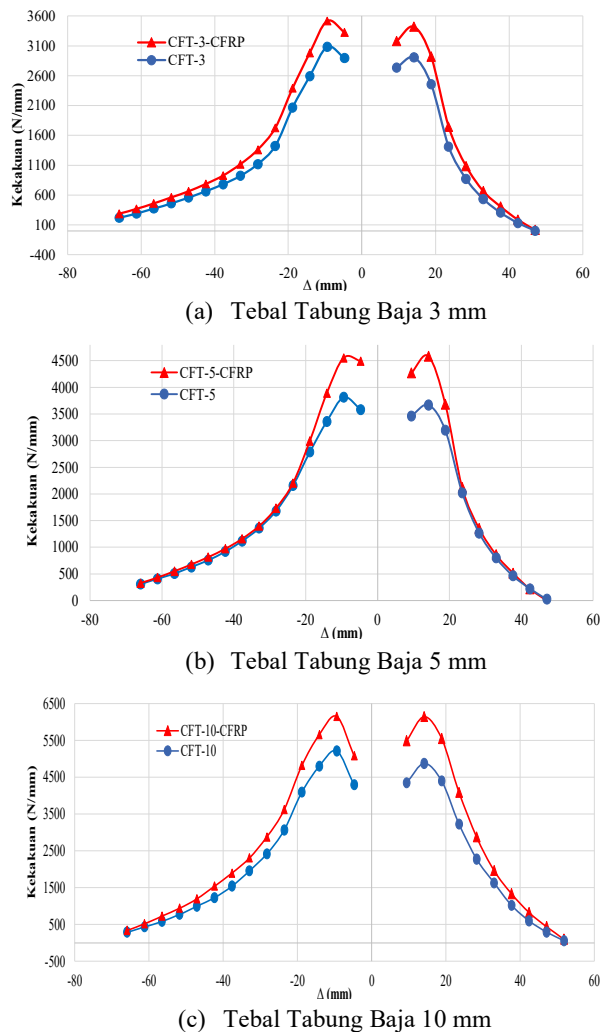 Kekakuan (N/mm)
3600
3100
2600
2100
1600
1100
600
100
-400
CFT-3-CFRP
CFT-3
-80 -60 -40 -20 0 20 40 60
Δ (mm)
(a) Tebal Tabung Baja 3 mm
Kekakuan (N/mm)
4500
4000
3500
3000
2500
2000
1500
1000
500
0
CFT-5-CFRP
CFT-5
-80 -60 -40 -20 0 20 40 60
Δ (mm)
(b) Tebal Tabung Baja 5 mm
Kekakuan (N/mm)
6500
5500
4500
3500
2500
1500
500
-500
CFT-10-CFRP
CFT-10
-80 -60 -40 -20 0 20 40 60
Δ (mm)
(c) Tebal Tabung Baja 10 mm